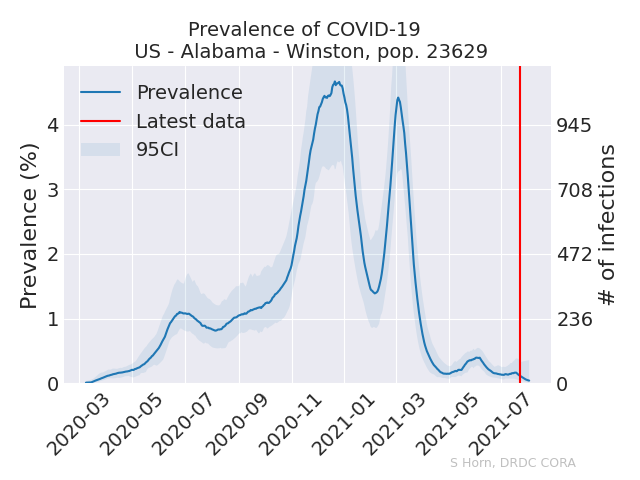 Prevalence of COVID-19
US - Alabama - Winston, pop. 23629
Prevalence
Latest data
95CI
Prevalence (%)
4
3
2
1
0
945
708
472
236
0
# of infections
2020-03
2020-05
2020-07
2020-09
2020-11
2021-01
2021-03
2021-05
2021-07
S Horn, DRDC CORA